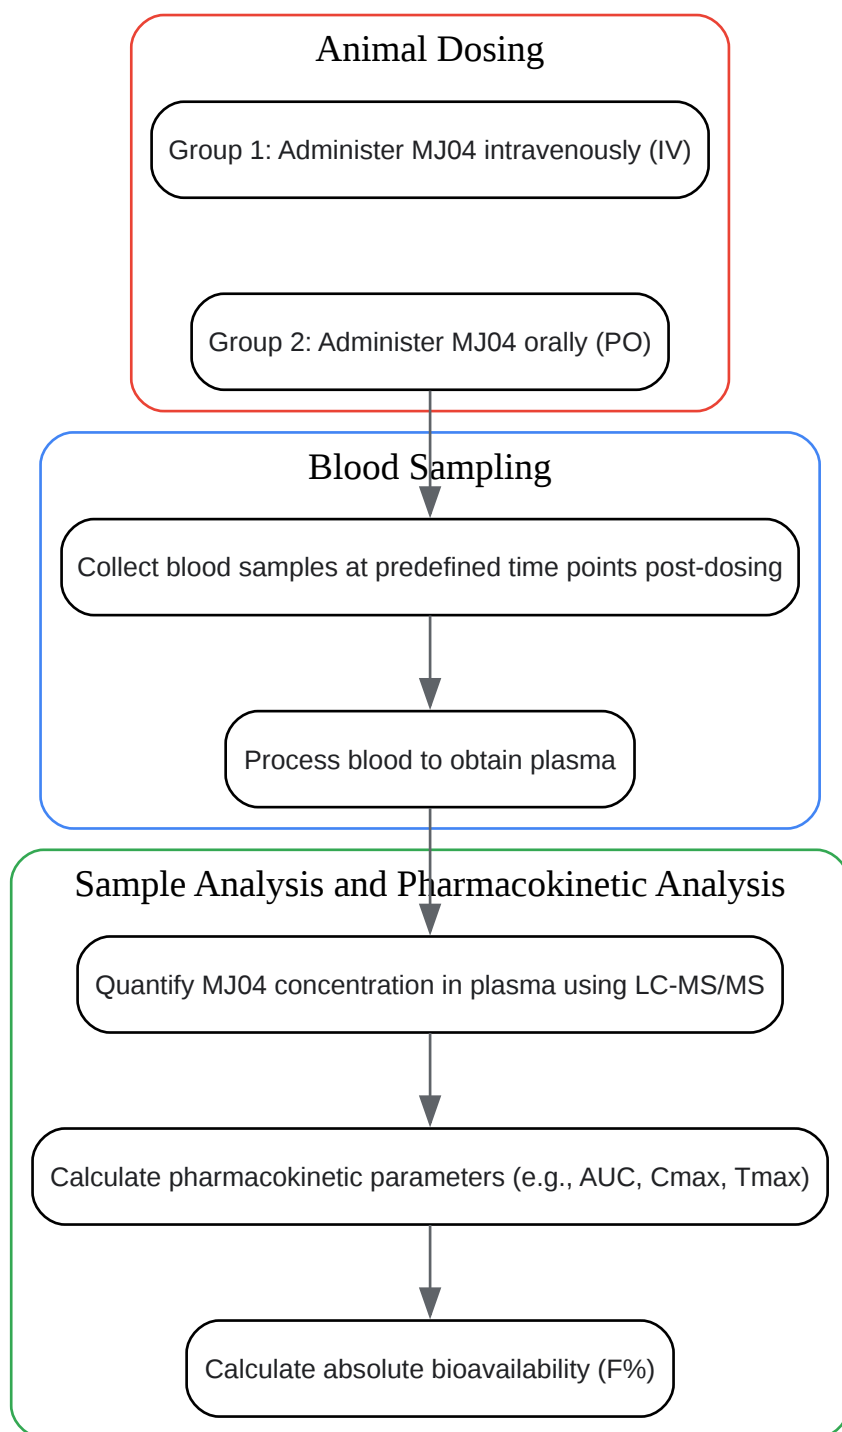 Animal Dosing
Group 1: Administer MJ04 intravenously (IV)
Group 2: Administer MJ04 orally (PO)
Blood Sampling
Collect blood samples at predefined time points post-dosing
Process blood to obtain plasma
Sample Analysis and Pharmacokinetic Analysis
Quantify MJ04 concentration in plasma using LC-MS/MS
Calculate pharmacokinetic parameters (e.g., AUC, Cmax, Tmax)
Calculate absolute bioavailability (F%)